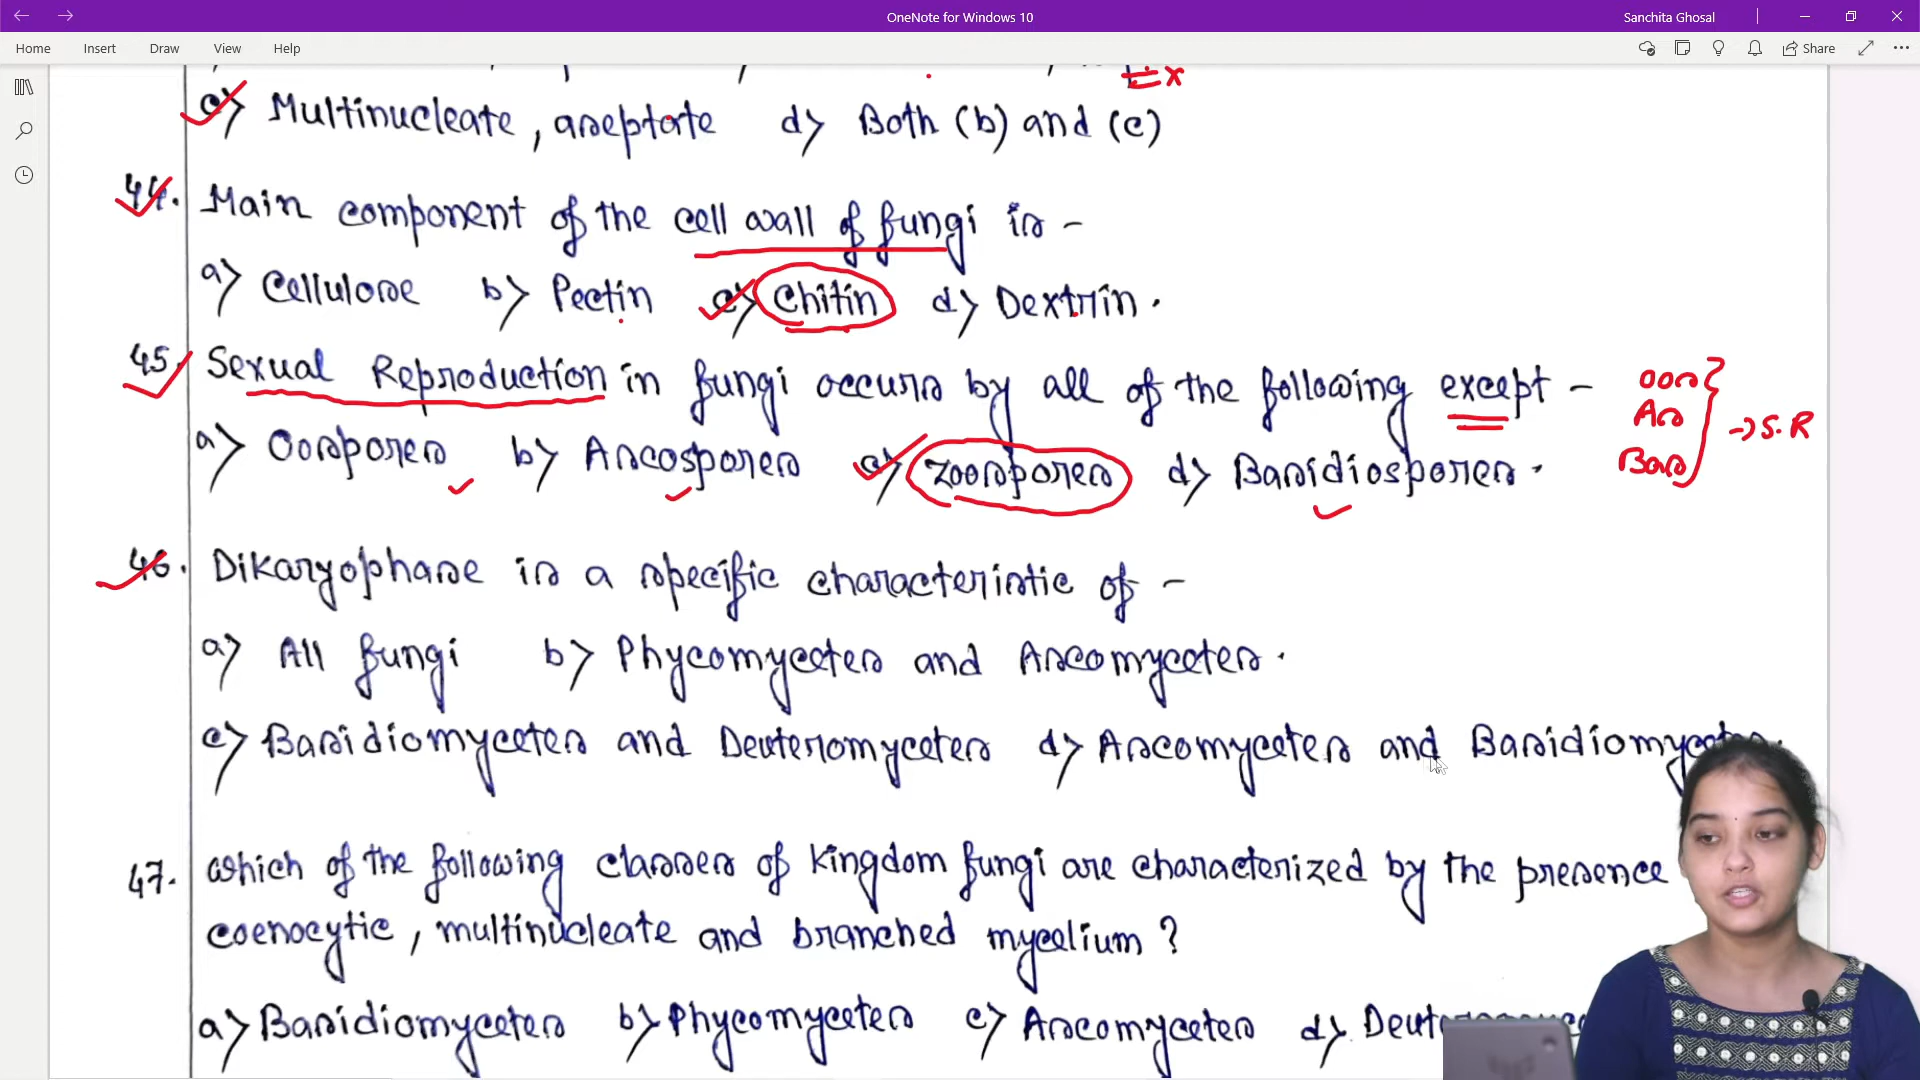 OneNote for Windows 10
Sanchita Ghosal
Home Insert Draw View Help
Share
x
c) Multinucleate, aseptate d) Both (b) and (c)
44. Main component of the cell wall of fungi is -
a) Cellulose b) Pectin c) Chitin d) Dextrin.
45. Sexual Reproduction in fungi occurs by all of the following except -
oos
As
Bas
→ S.R
a) Oospores b) Ascospores c) Zoospores d) Basidiospores.
46. Dikaryophase is a specific characteristic of -
a) All fungi b) Phycomycetes and Ascomycetes.
c) Basidiomycetes and Deuteromycetes d) Ascomycetes and Basidiomycetes.
47. Which of the following classes of kingdom fungi are characterized by the presence
coenocytic, multinucleate and branched mycelium?
a) Basidiomycetes b) Phycomycetes c) Ascomycetes d)